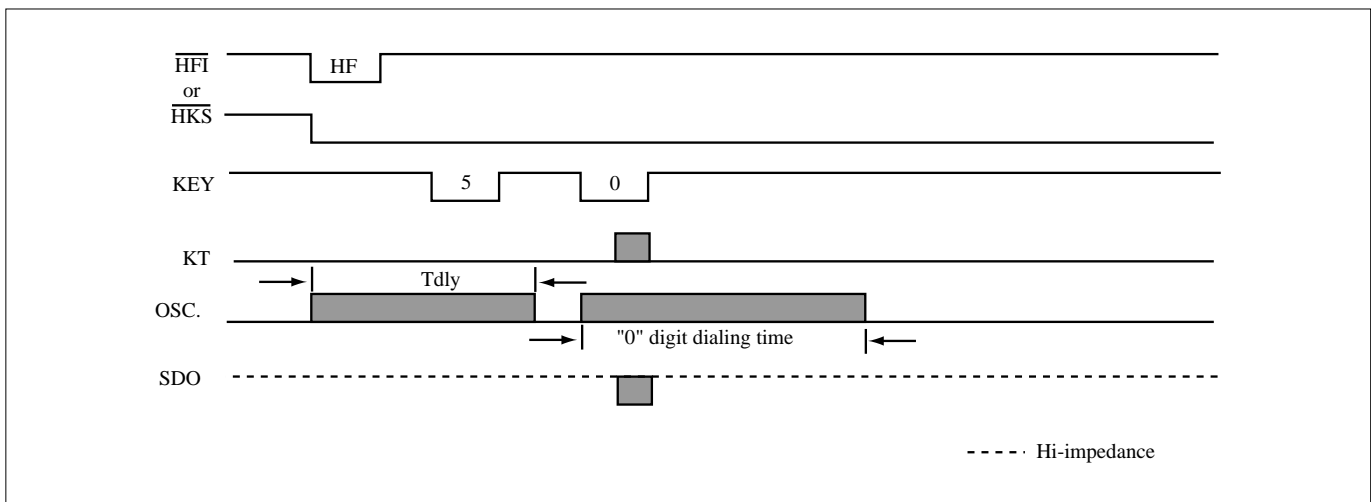 HFI
HF
or
HKS
KEY
5
0
KT
Tdly
OSC.
"0" digit dialing time
SDO
Hi-impedance